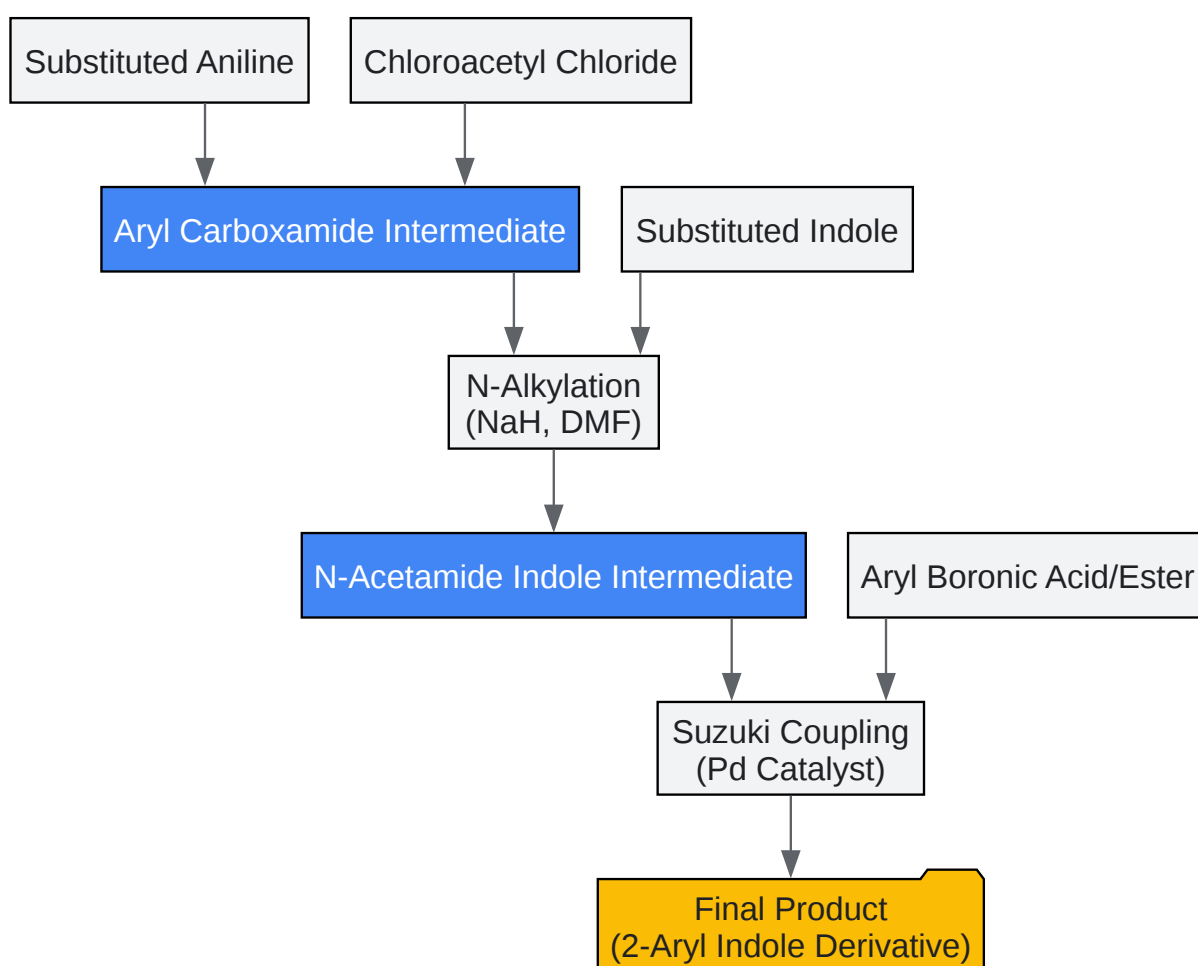 Substituted Aniline
Chloroacetyl Chloride
Aryl Carboxamide Intermediate
Substituted Indole
N-Alkylation
(NaH, DMF)
N-Acetamide Indole Intermediate
Aryl Boronic Acid/Ester
Suzuki Coupling
(Pd Catalyst)
Final Product
(2-Aryl Indole Derivative)